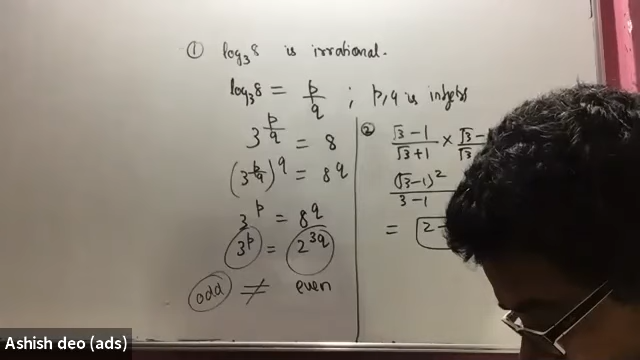 ① log₃8 is irrational.
log₃8 = p/q ; p, q is integers
3^(p/q) = 8
(3^(p/q))^q = 8^q
3^p = 8^q
3^p = 2^(3q)
odd ≠ even
② (√3-1)/(√3+1) × √3-
(√3-1)²/(3-1)
= 2-
Ashish deo (ads)